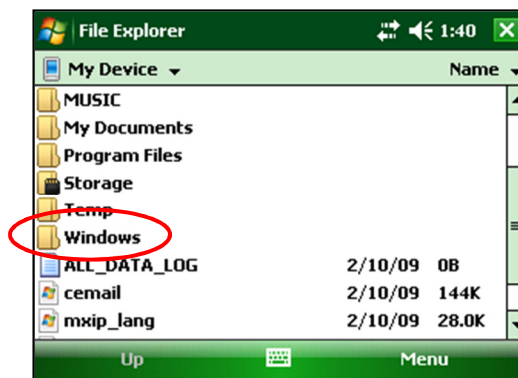 File Explorer 1:40
My Device Name
MUSIC
My Documents
Program Files
Storage
Temp
Windows
ALL_DATA_LOG 2/10/09 0B
cemail 2/10/09 144K
mxip_lang 2/10/09 28.0K
Up Menu